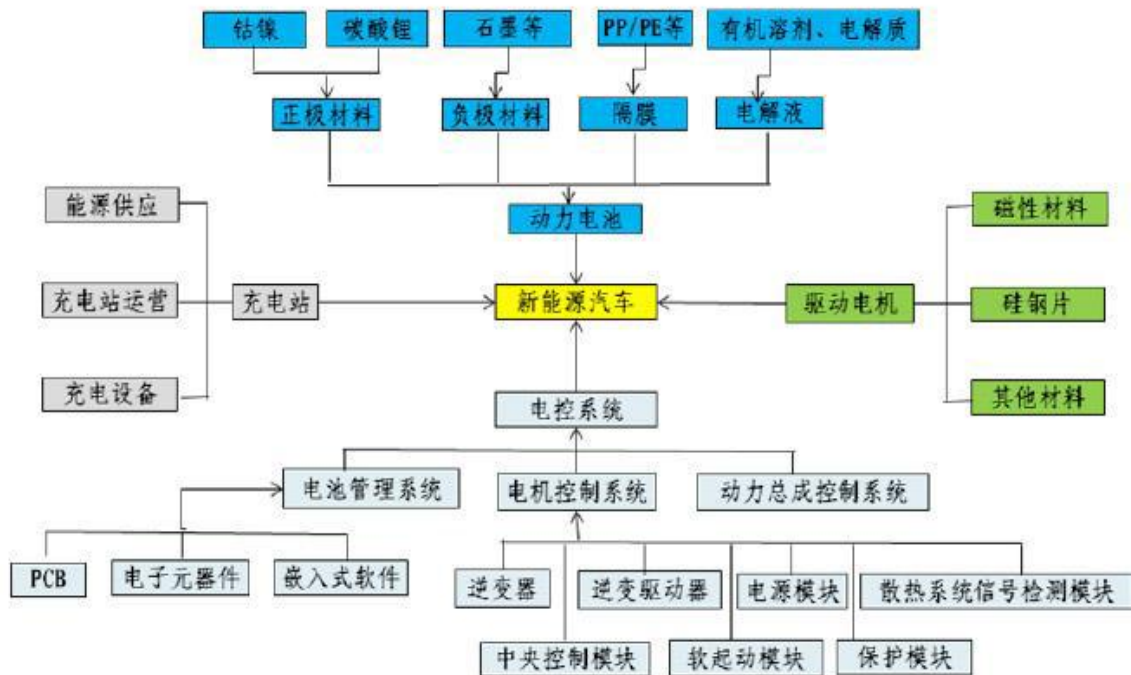 钴镍
碳酸锂
石墨等
PP/PE等
有机溶剂、电解质
正极材料
负极材料
隔膜
电解液
能源供应
动力电池
磁性材料
充电站运营
充电站
新能源汽车
驱动电机
硅钢片
充电设备
电控系统
其他材料
电池管理系统
电机控制系统
动力总成控制系统
PCB
电子元器件
嵌入式软件
逆变器
逆变驱动器
电源模块
散热系统信号检测模块
中央控制模块
软起动模块
保护模块